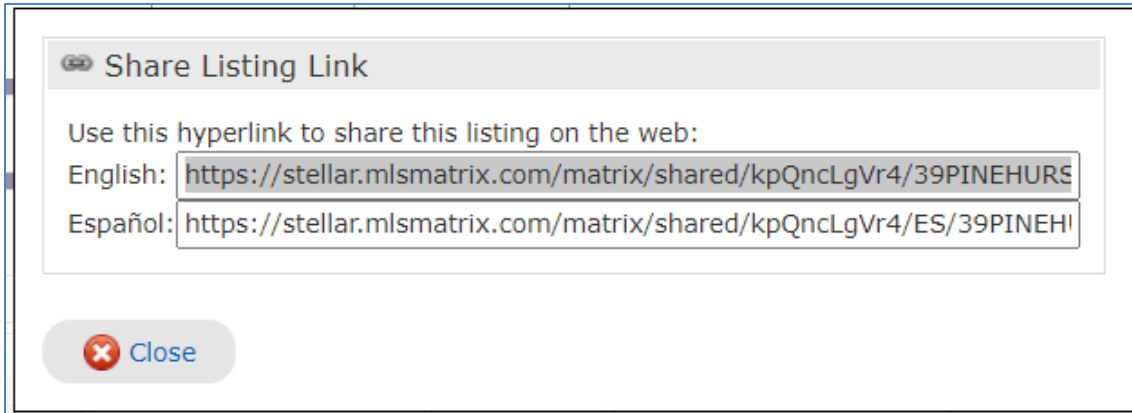 Share Listing Link
Use this hyperlink to share this listing on the web:
English: https://stellar.mlsmatrix.com/matrix/shared/kpQncLgVr4/39PINEHURS
Español: https://stellar.mlsmatrix.com/matrix/shared/kpQncLgVr4/ES/39PINEH
Close